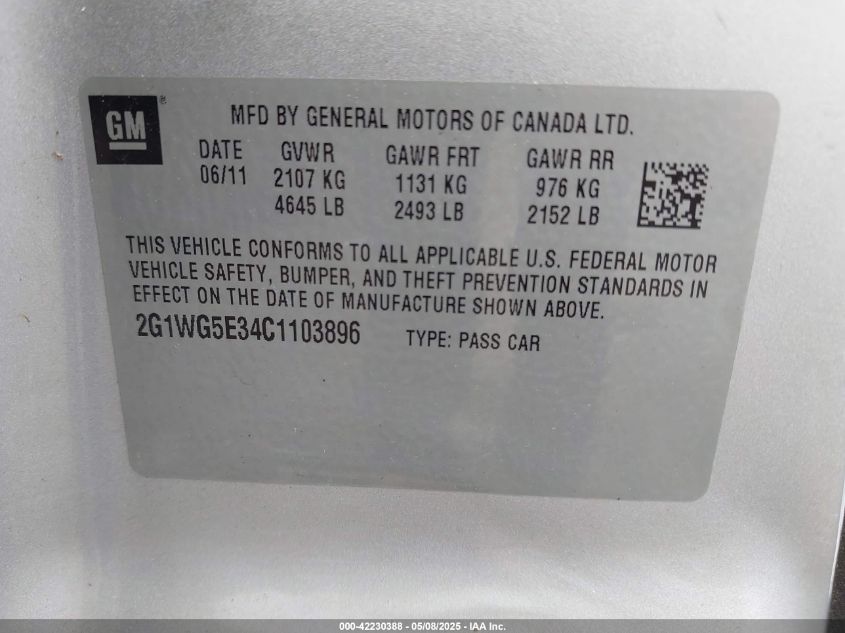 GM®
MFD BY GENERAL MOTORS OF CANADA LTD.
DATE GVWR GAWR FRT GAWR RR
06/11 2107 KG 1131 KG 976 KG
4645 LB 2493 LB 2152 LB
THIS VEHICLE CONFORMS TO ALL APPLICABLE U.S. FEDERAL MOTOR
VEHICLE SAFETY, BUMPER, AND THEFT PREVENTION STANDARDS IN
EFFECT ON THE DATE OF MANUFACTURE SHOWN ABOVE.
2G1WG5E34C1103896 TYPE: PASS CAR
000-42230388 - 05/08/2025 - IAA Inc.